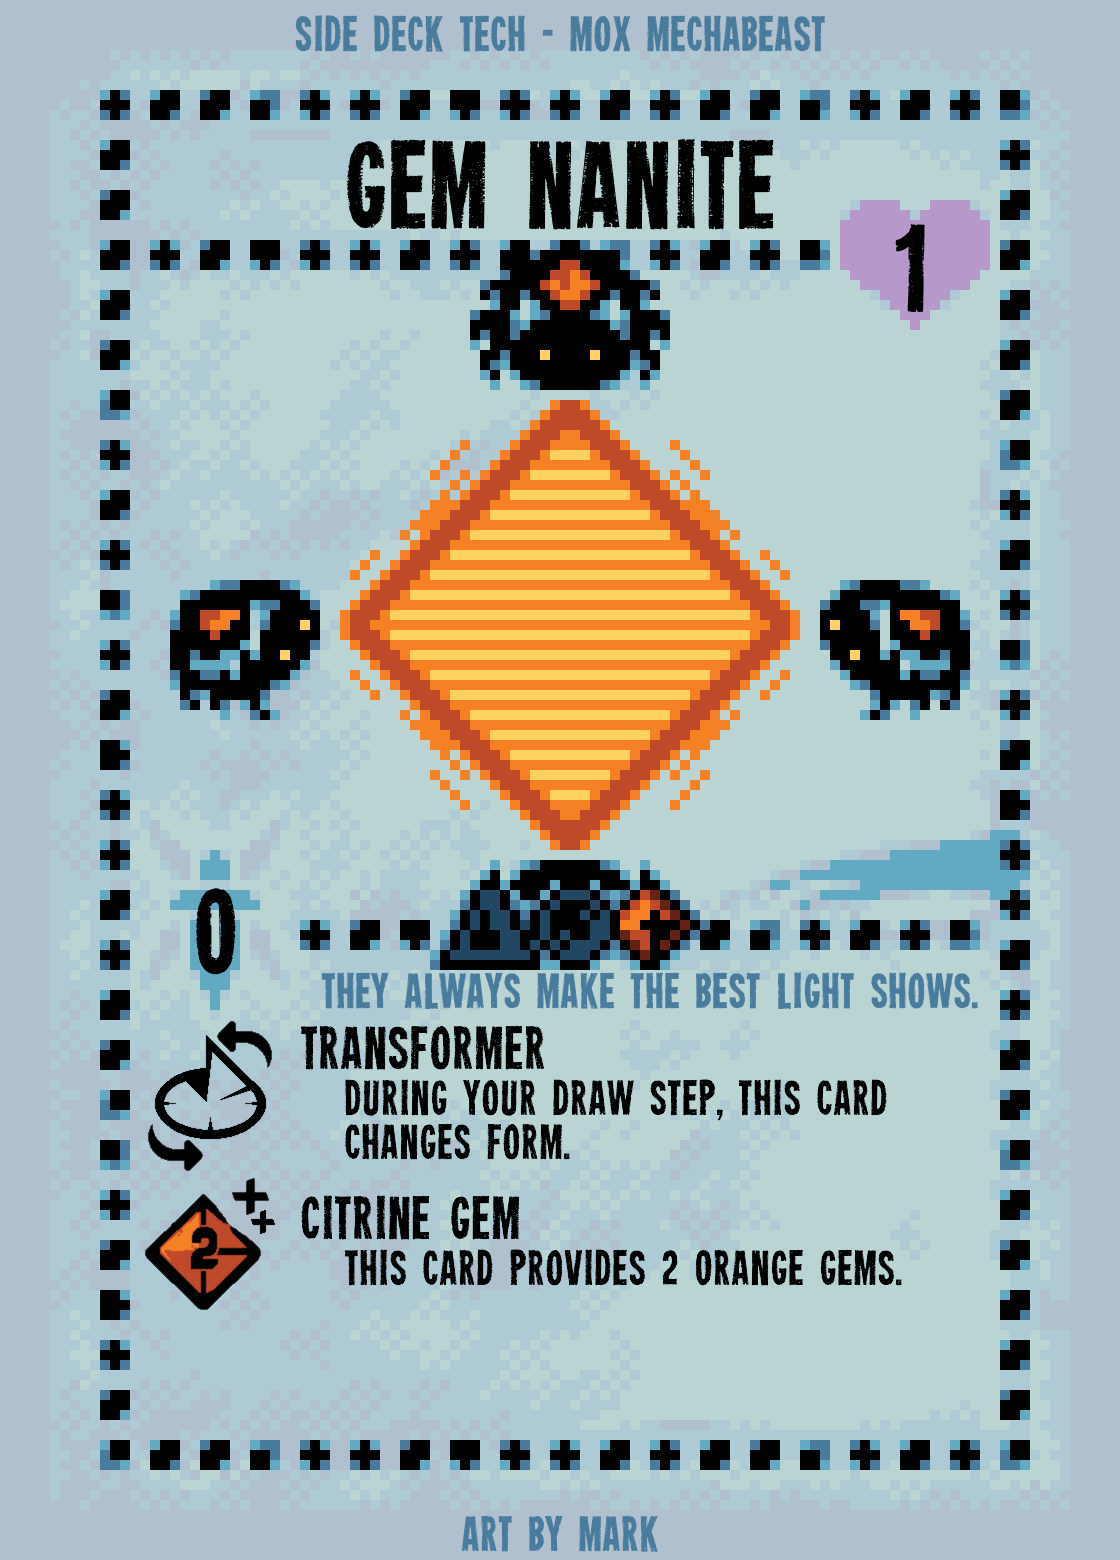 SIDE DECK TECH - MOX MECHABEAST
GEM NANITE
1
0
THEY ALWAYS MAKE THE BEST LIGHT SHOWS.
TRANSFORMER
DURING YOUR DRAW STEP, THIS CARD
CHANGES FORM.
2
CITRINE GEM
THIS CARD PROVIDES 2 ORANGE GEMS.
ART BY MARK